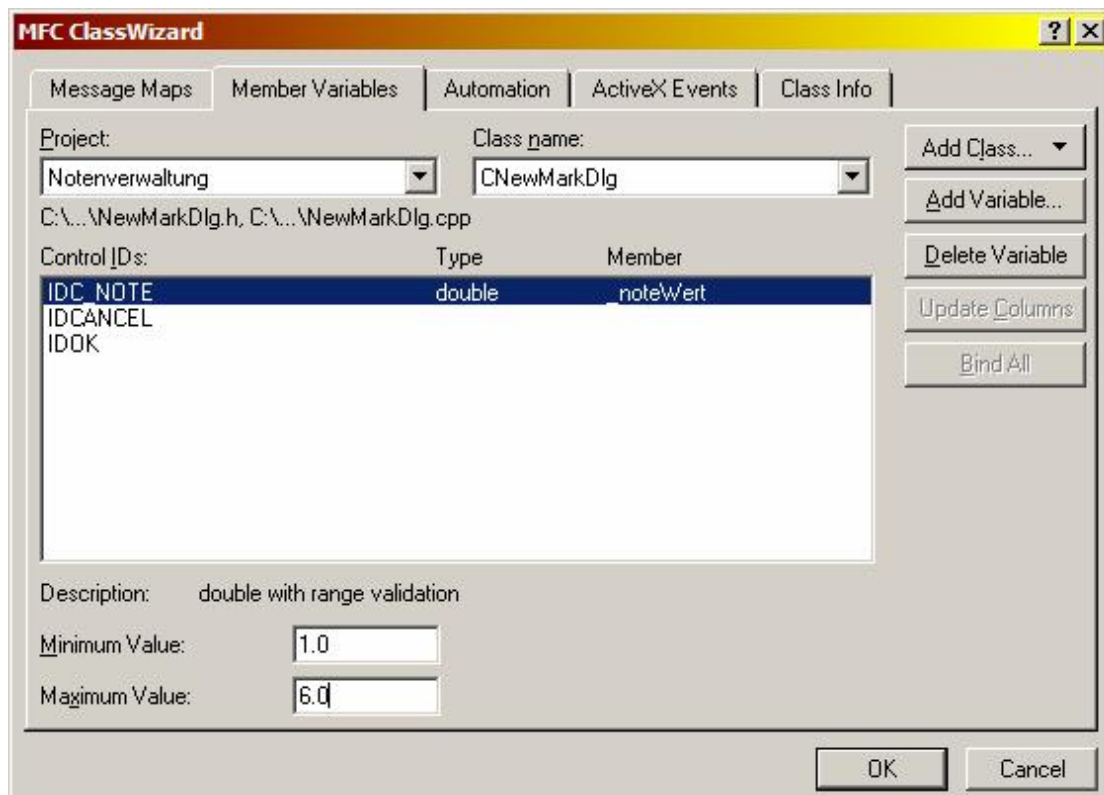 MFC ClassWizard
Message Maps Member Variables Automation ActiveX Events Class Info
Project: Class name:
Notenverwaltung CNewMarkDlg
Add Class...
C:\...\NewMarkDlg.h, C:\...\NewMarkDlg.cpp
Add Variable...
Control IDs: Type Member
Delete Variable
IDC_NOTE double _noteWert
IDCANCEL
IDOK
Update Columns
Bind All
Description: double with range validation
Minimum Value: 1.0
Maximum Value: 6.0
OK Cancel